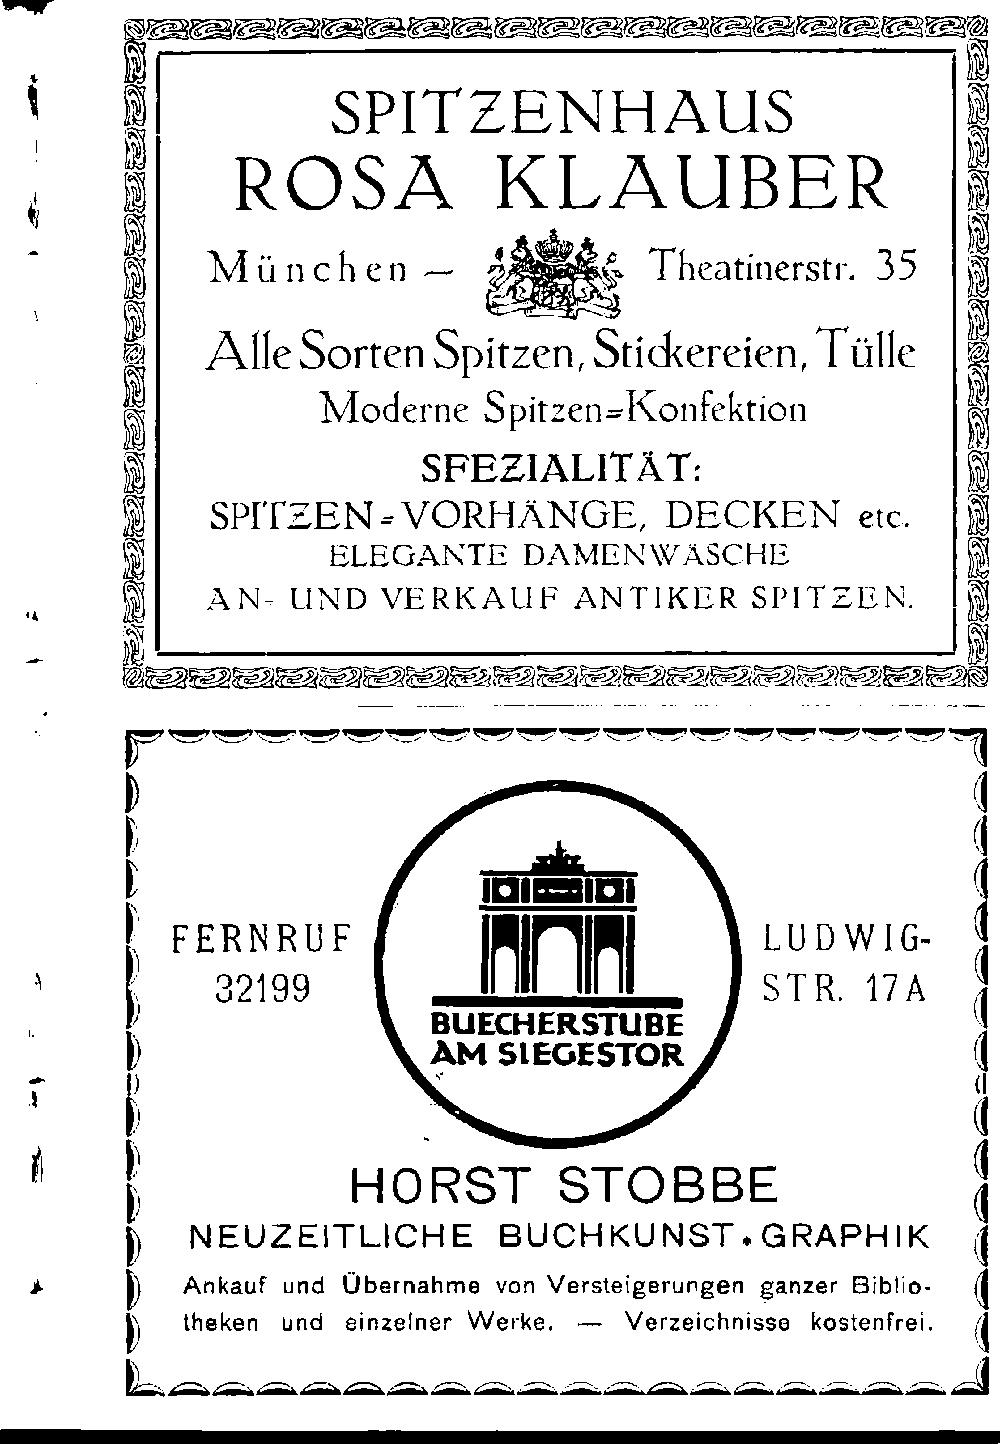 SPITZENHAUS
ROSA KLAUBER
München — Theatinerstr. 35
Alle Sorten Spitzen, Stickereien, Tülle
Moderne Spitzen=Konfektion
SPEZIALITÄT:
SPITZEN=VORHÄNGE, DECKEN etc.
ELEGANTE DAMENWÄSCHE
AN- UND VERKAUF ANTIKER SPITZEN.
FERNRUF
32199
BUECHERSTUBE
AM SIEGESTOR
LUDWIG-
STR. 17A
HORST STOBBE
NEUZEITLICHE BUCHKUNST. GRAPHIK
Ankauf und Übernahme von Versteigerungen ganzer Biblio-
theken und einzelner Werke. — Verzeichnisse kostenfrei.